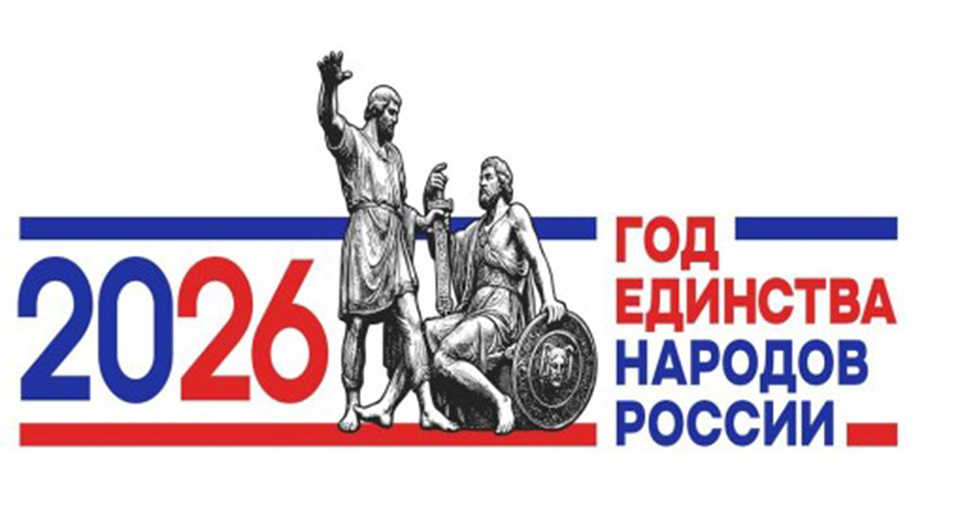 2026
ГОД
ЕДИНСТВА
НАРОДОВ
РОССИИ